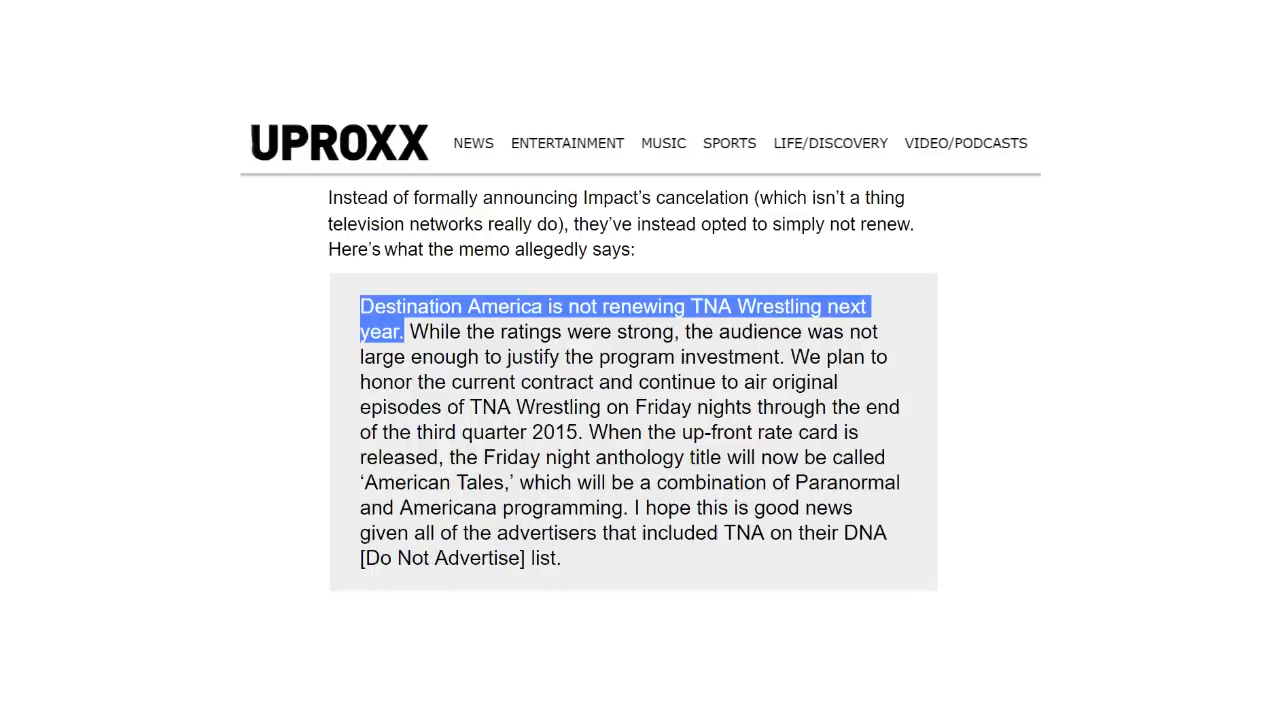 UPROXX NEWS ENTERTAINMENT MUSIC SPORTS LIFE/DISCOVERY VIDEO/PODCASTS
Instead of formally announcing Impact's cancelation (which isn't a thing
television networks really do), they've instead opted to simply not renew.
Here's what the memo allegedly says:
Destination America is not renewing TNA Wrestling next
year. While the ratings were strong, the audience was not
large enough to justify the program investment. We plan to
honor the current contract and continue to air original
episodes of TNA Wrestling on Friday nights through the end
of the third quarter 2015. When the up-front rate card is
released, the Friday night anthology title will now be called
‘American Tales,’ which will be a combination of Paranormal
and Americana programming. I hope this is good news
given all of the advertisers that included TNA on their DNA
[Do Not Advertise] list.